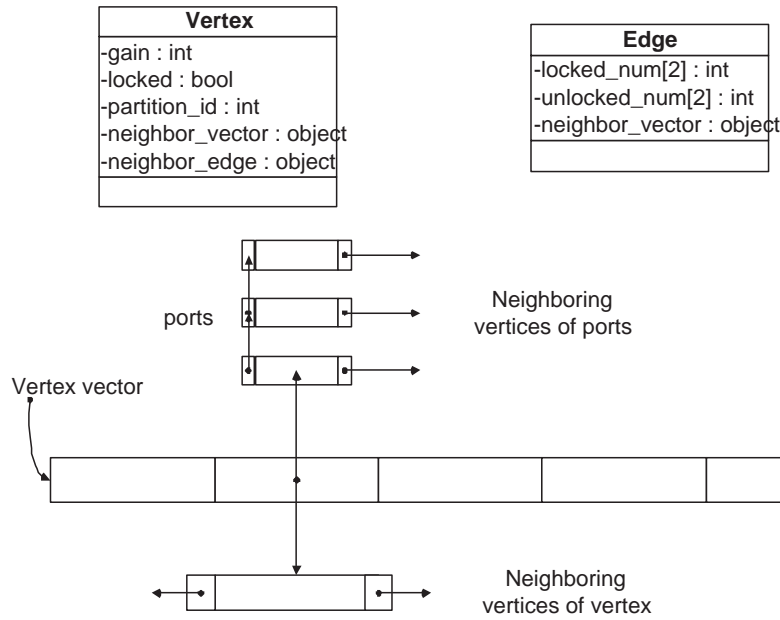 Vertex
-gain : int
-locked : bool
-partition_id : int
-neighbor_vector : object
-neighbor_edge : object
Edge
-locked_num[2] : int
-unlocked_num[2] : int
-neighbor_vector : object
ports
Neighboring
vertices of ports
Vertex vector
Neighboring
vertices of vertex